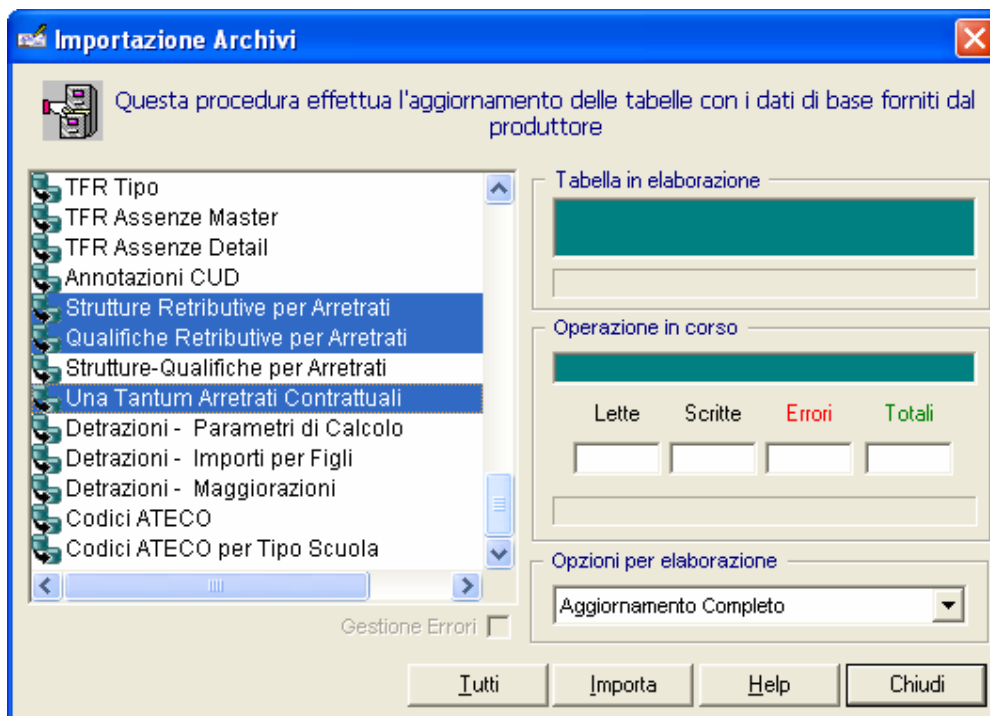 Importazione Archivi
Questa procedura effettua l'aggiornamento delle tabelle con i dati di base forniti dal
produttore
TFR Tipo
TFR Assenze Master
TFR Assenze Detail
Annotazioni CUD
Strutture Retributive per Arretrati
Qualifiche Retributive per Arretrati
Strutture-Qualifiche per Arretrati
Una Tantum Arretrati Contrattuali
Detrazioni - Parametri di Calcolo
Detrazioni - Importi per Figli
Detrazioni - Maggiorazioni
Codici ATECO
Codici ATECO per Tipo Scuola
Gestione Errori
Tabella in elaborazione
Operazione in corso
Lette Scritte Errori Totali
Opzioni per elaborazione
Aggiornamento Completo
Tutti Importa Help Chiudi